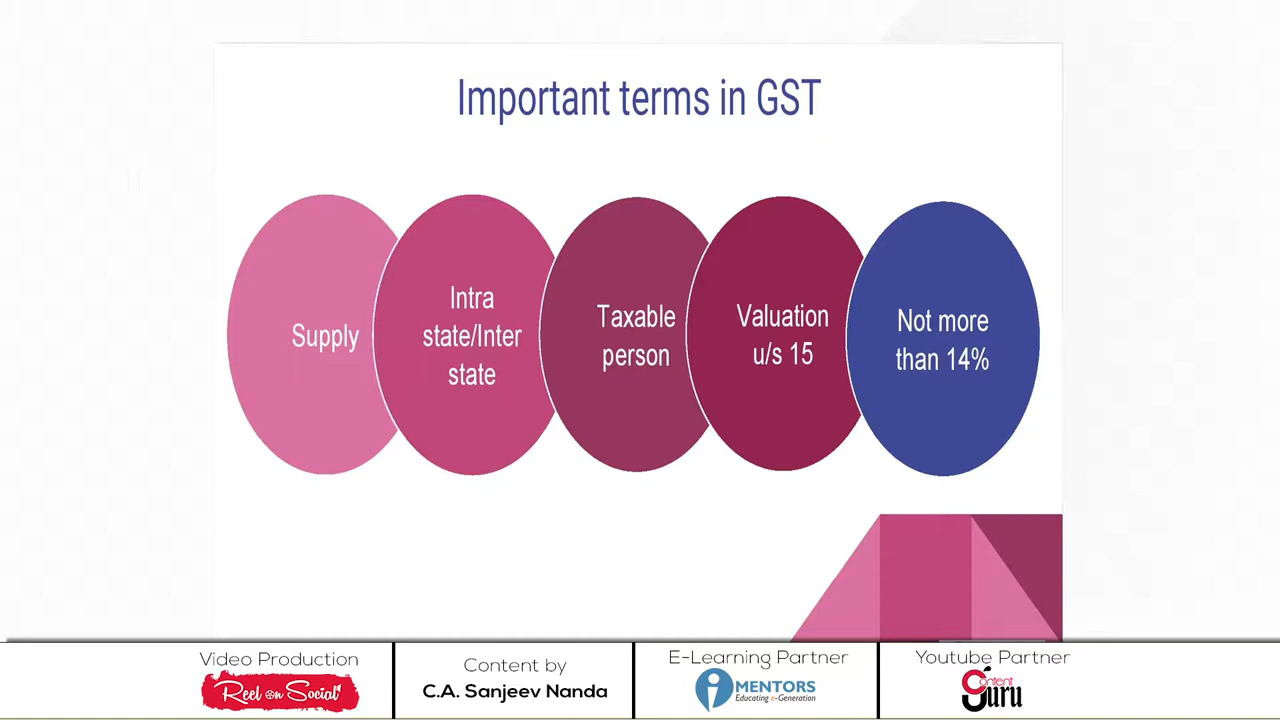 Important terms in GST
Supply
Intra
state/Inter
state
Taxable
person
Valuation
u/s 15
Not more
than 14%
Video Production
Reel on Social
Content by
C.A. Sanjeev Nanda
E-Learning Partner
iMENTORS
Educating e-Generation
Youtube Partner
Content
Guru